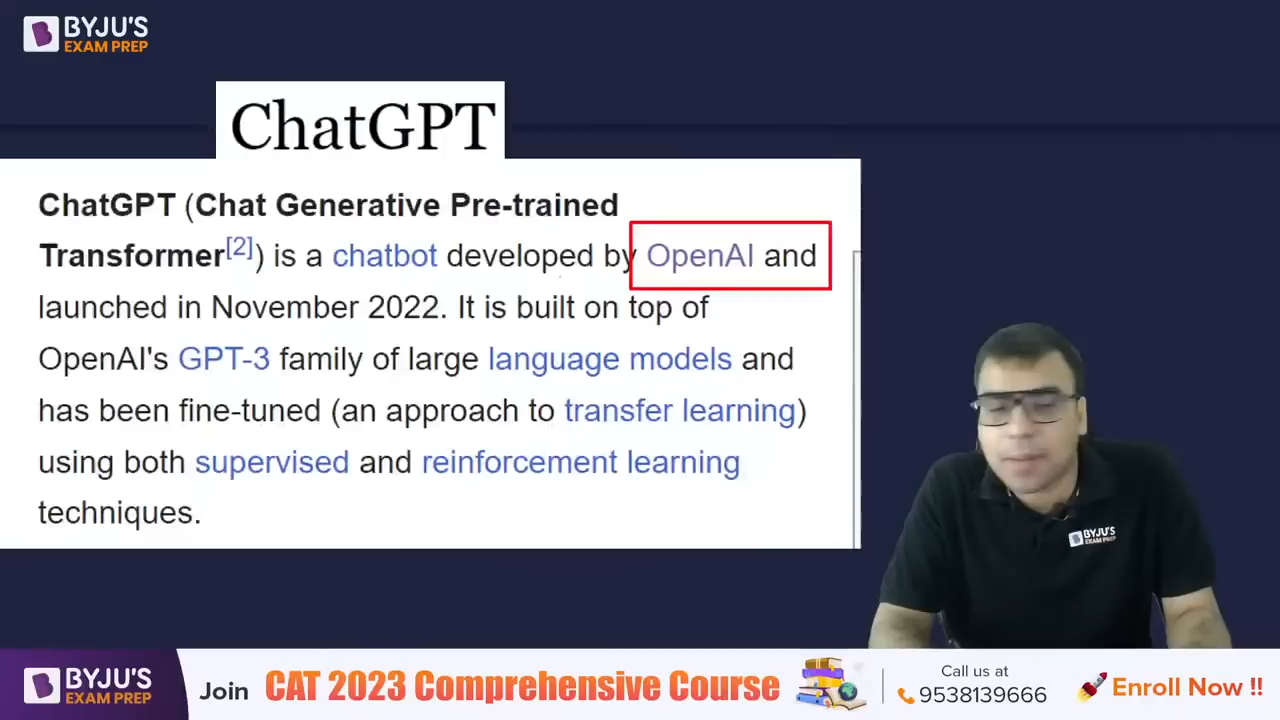 BYJU'S
EXAM PREP
ChatGPT
ChatGPT (Chat Generative Pre-trained
Transformer[2]) is a chatbot developed by OpenAI and
launched in November 2022. It is built on top of
OpenAI's GPT-3 family of large language models and
has been fine-tuned (an approach to transfer learning)
using both supervised and reinforcement learning
techniques.
BYJU'S
EXAM PREP
BYJU'S
EXAM PREP
Join CAT 2023 Comprehensive Course
Call us at
9538139666
Enroll Now !!